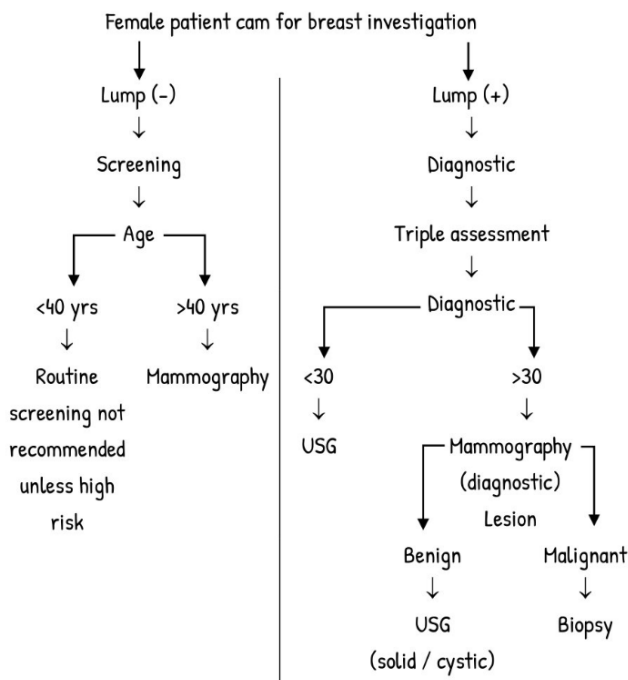 Female patient cam for breast investigation
Lump (-)
Screening
Age
<40 yrs
>40 yrs
Routine
screening not
recommended
unless high
risk
Mammography
Lump (+)
Diagnostic
Triple assessment
Diagnostic
<30
>30
USG
Mammography
(diagnostic)
Lesion
Benign
Malignant
USG
(solid / cystic)
Biopsy